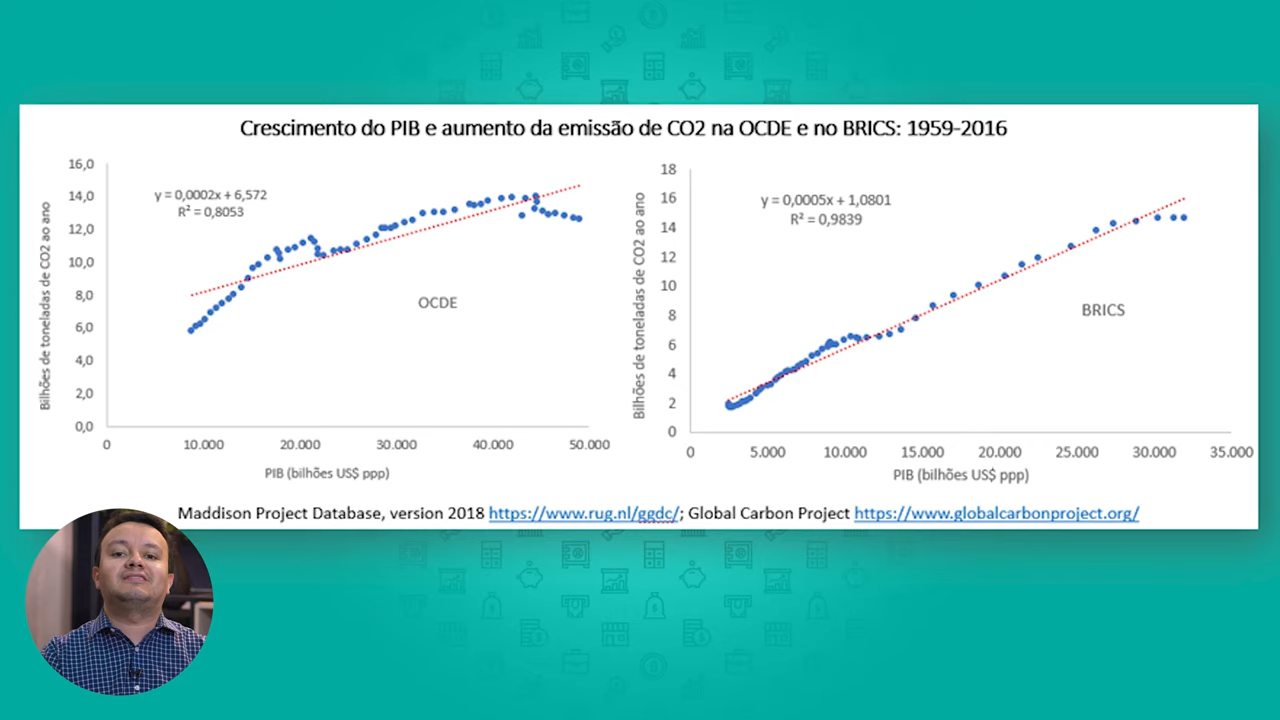 Crescimento do PIB e aumento da emissão de CO2 na OCDE e no BRICS: 1959-2016
Bilhões de toneladas de CO2 ao ano
16,0
14,0
12,0
10,0
8,0
6,0
4,0
2,0
0,0
y = 0,0002x + 6,572
R² = 0,8053
OCDE
0
10.000
20.000
30.000
40.000
50.000
PIB (bilhões US$ ppp)
Bilhões de toneladas de CO2 ao ano
18
16
14
12
10
8
6
4
2
0
y = 0,0005x + 1,0801
R² = 0,9839
BRICS
0
5.000
10.000
15.000
20.000
25.000
30.000
35.000
PIB (bilhões US$ ppp)
Maddison Project Database, version 2018 https://www.rug.nl/ggdc/; Global Carbon Project https://www.globalcarbonproject.org/